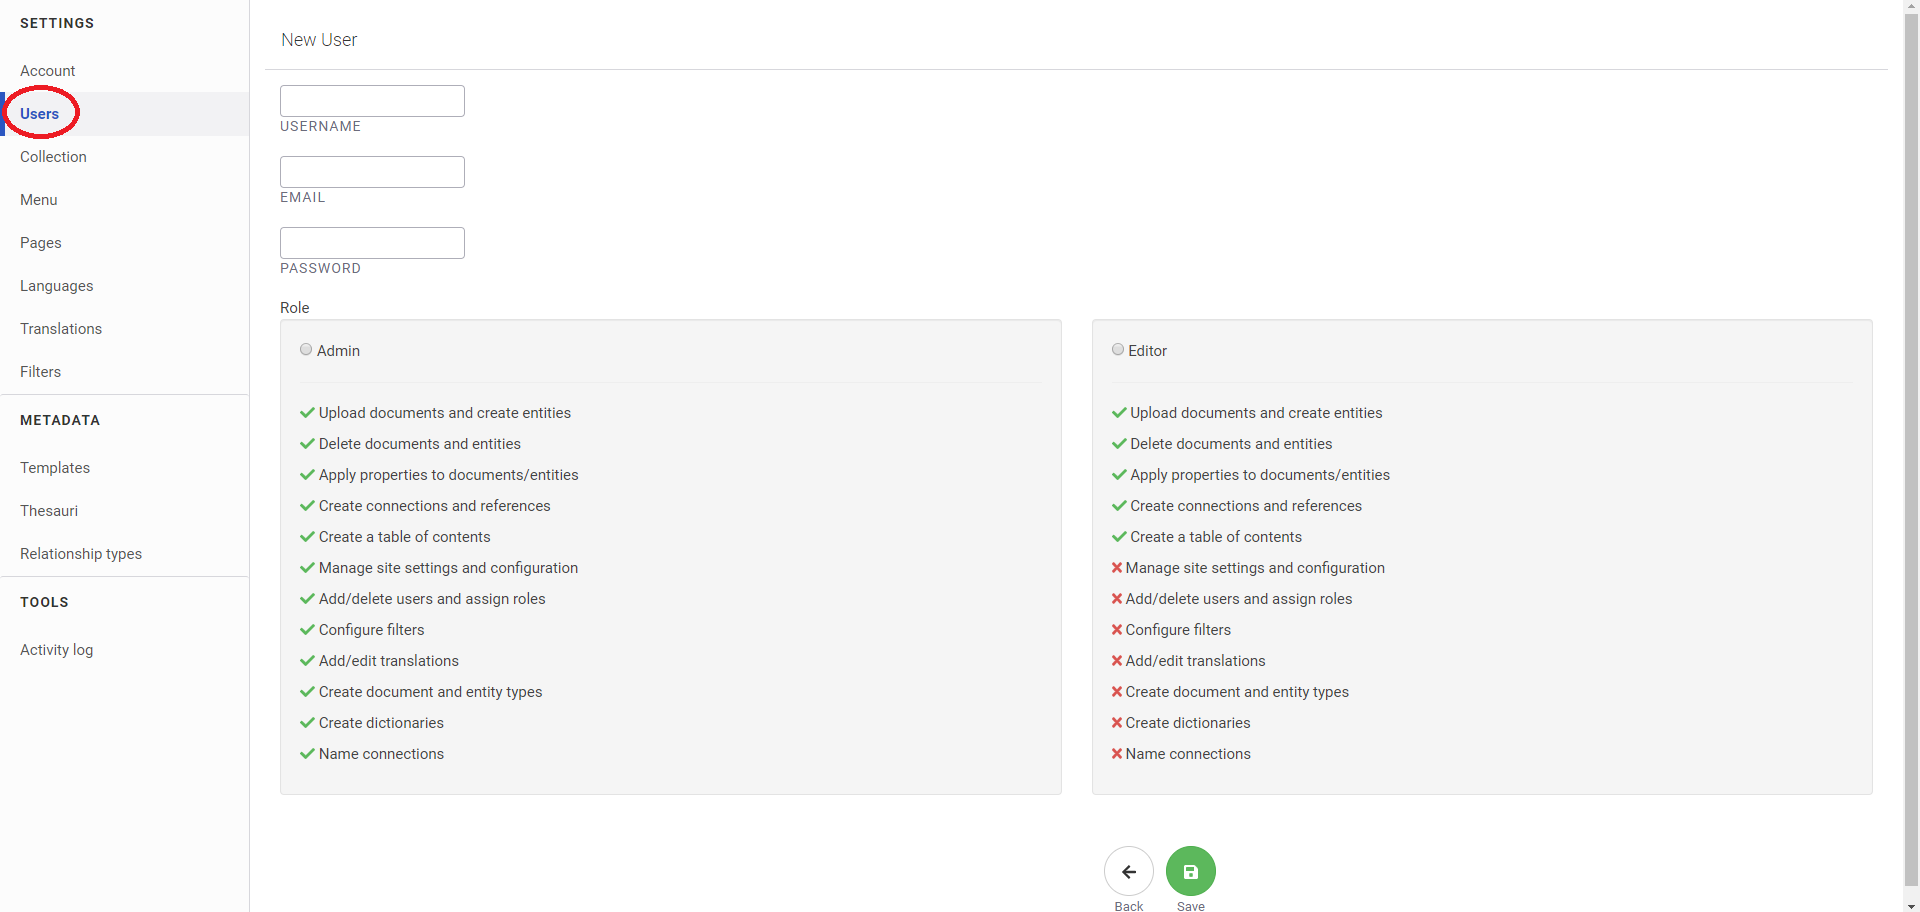 SETTINGS
Account
Users
Collection
Menu
Pages
Languages
Translations
Filters
METADATA
Templates
Thesauri
Relationship types
TOOLS
Activity log
New User
USERNAME
EMAIL
PASSWORD
Role
Admin
Upload documents and create entities
Delete documents and entities
Apply properties to documents/entities
Create connections and references
Create a table of contents
Manage site settings and configuration
Add/delete users and assign roles
Configure filters
Add/edit translations
Create document and entity types
Create dictionaries
Name connections
Editor
Upload documents and create entities
Delete documents and entities
Apply properties to documents/entities
Create connections and references
Create a table of contents
Manage site settings and configuration
Add/delete users and assign roles
Configure filters
Add/edit translations
Create document and entity types
Create dictionaries
Name connections
Back
Save